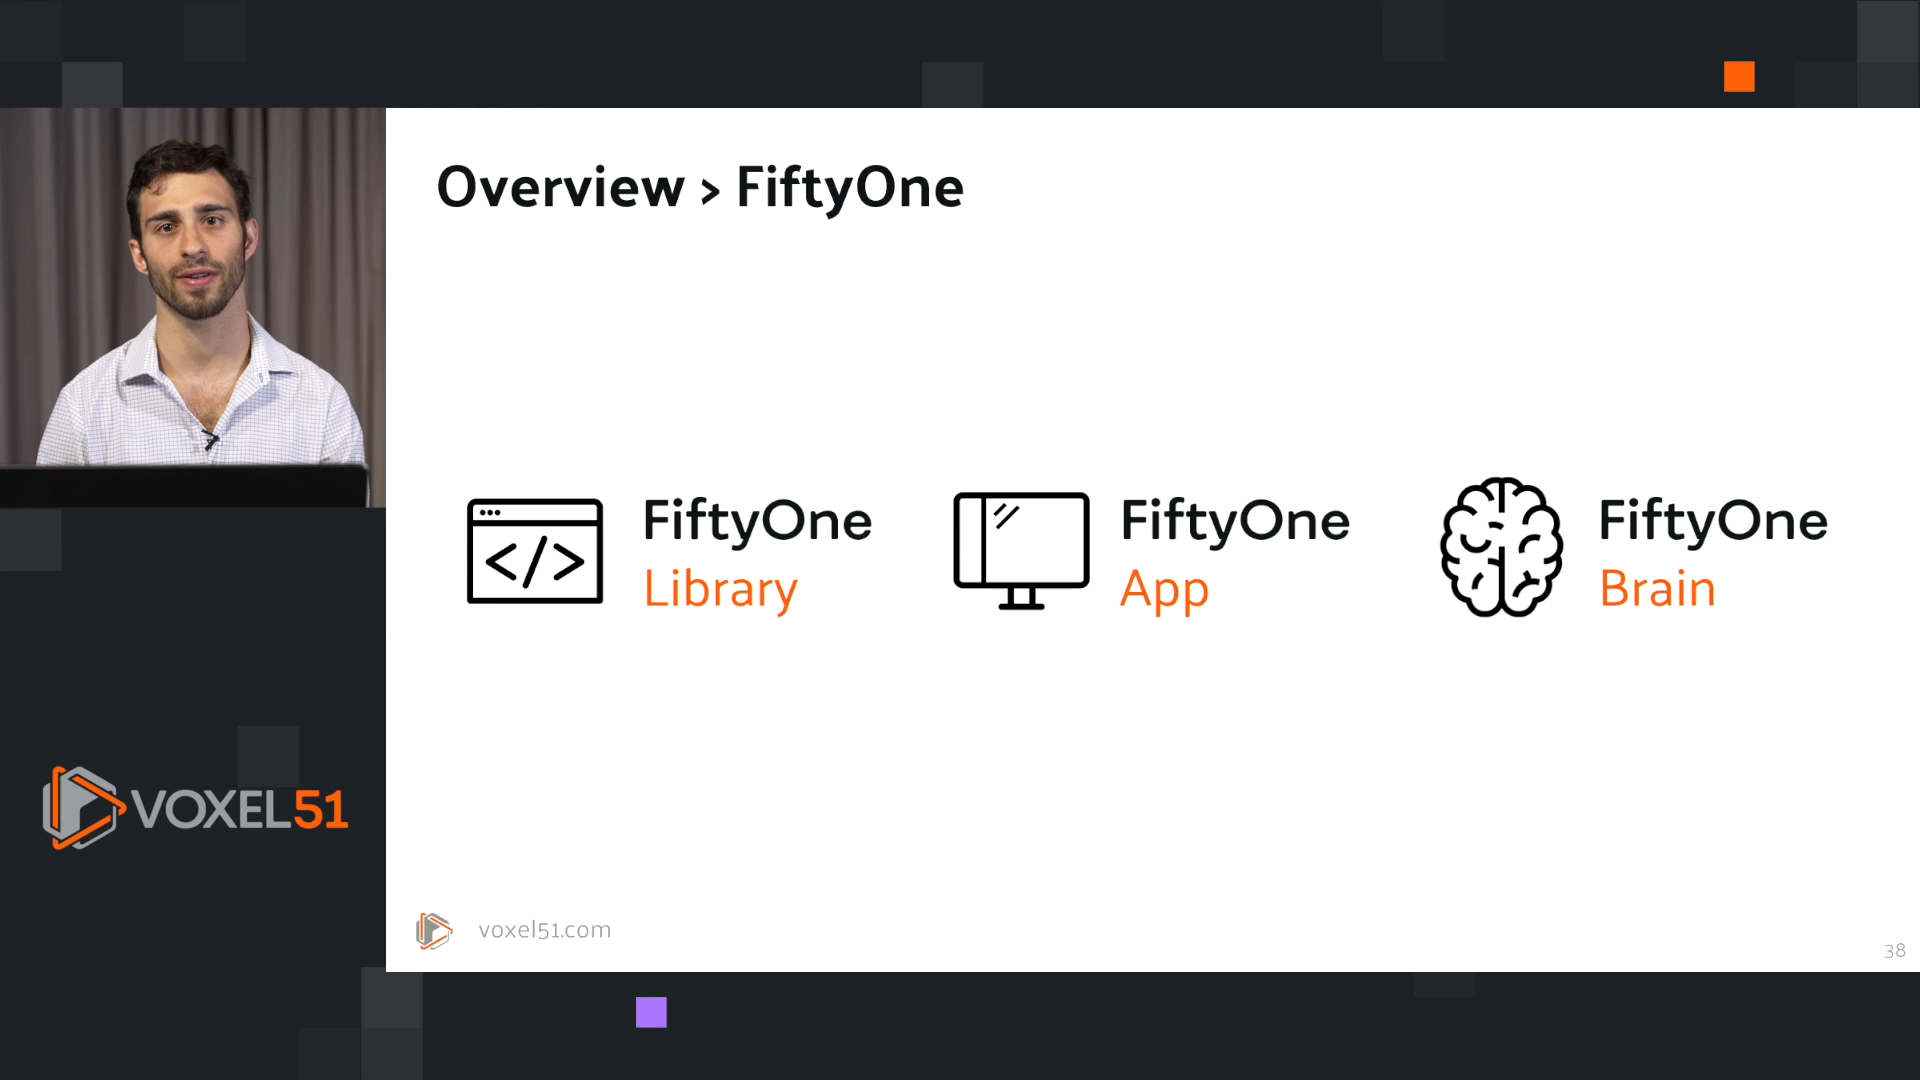 Overview > FiftyOne
FiftyOne
Library
FiftyOne
App
FiftyOne
Brain
VOXEL51
voxel51.com
38